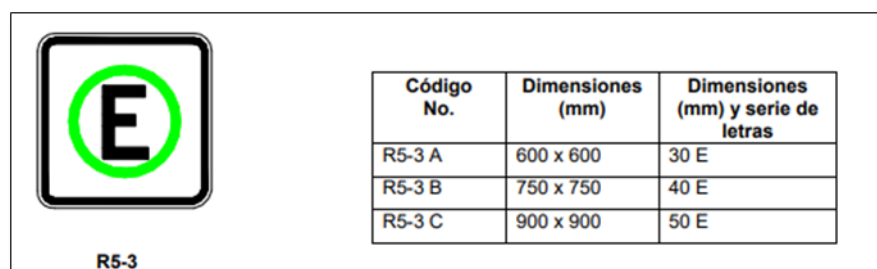 E
R5-3
Código No. Dimensiones (mm) Dimensiones (mm) y serie de letras
R5-3 A 600 x 600 30 E
R5-3 B 750 x 750 40 E
R5-3 C 900 x 900 50 E